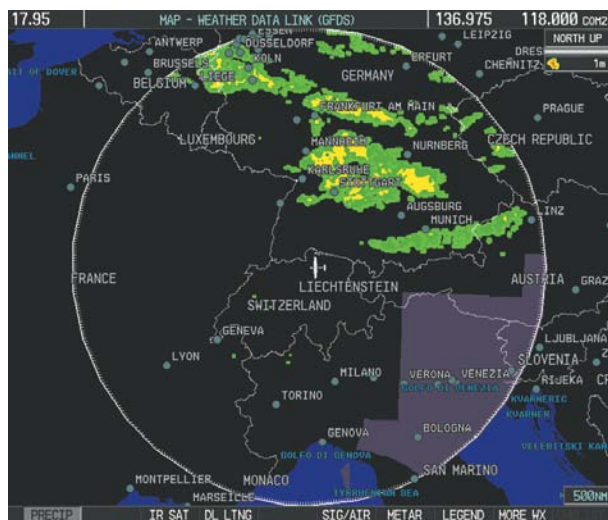 17.95 MAP - WEATHER DATA LINK (GFDS) 136.975 118.000 COM2
NORTH UP
1m
ESSEN
LEIPZIG
ANTWERP
DUSSELDORF
ERFURT
DRES
BRUSSELS
KOLN
CHEMNITZ
BELGIUM
LIEGE
GERMANY
FRANKFURT AM MAIN
PRAGUE
LUXEMBOURG
MANNHEIM
NURNBERG
CZECH REPUBLIC
PARIS
KARLSRUHE
STUTTGART
AUGSBURG
MUNICH
LINZ
FRANCE
LIECHTENSTEIN
AUSTRIA
GRAZ
SWITZERLAND
GENEVA
LJUBLJANA
SLOVENIA
LYON
MILANO
VERONA
VENEZIA
RIJEKA
GOLFO DI VENEZIA
TORINO
KVARNERIC
KVARNER
GENOVA
BOLOGNA
VELEBITSKI KA
GOLFO DI GENOVA
SAN MARINO
MONTPELLIER
MONACO
TYRRHENIAN SEA
MARSEILLE
500NM
PRECIP IR SAT DL LTNG SIG/AIR METAR LEGEND MORE WX